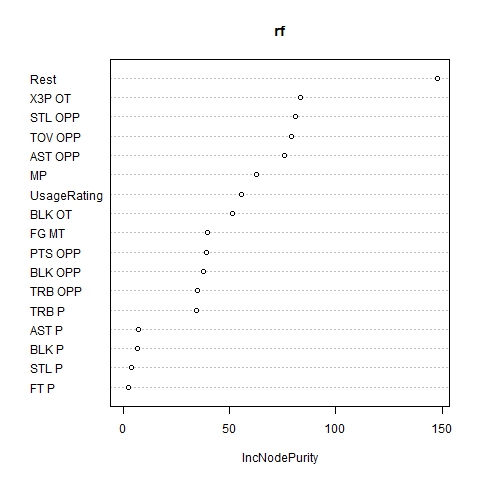 rf
Rest
X3P OT
STL OPP
TOV OPP
AST OPP
MP
UsageRating
BLK OT
FG MT
PTS OPP
BLK OPP
TRB OPP
TRB P
AST P
BLK P
STL P
FT P
0 50 100 150
IncNodePurity